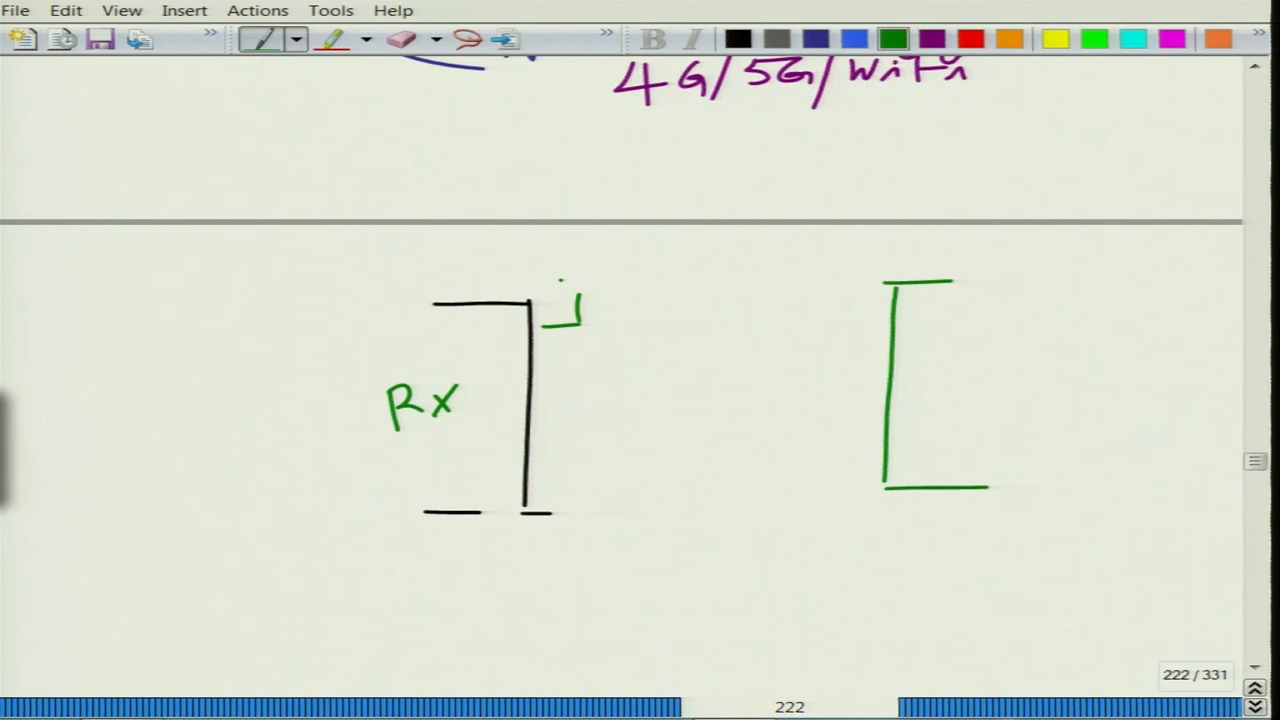 File Edit View Insert Actions Tools Help
B I
4G/5G/WiFi
Rx
222 / 331
222